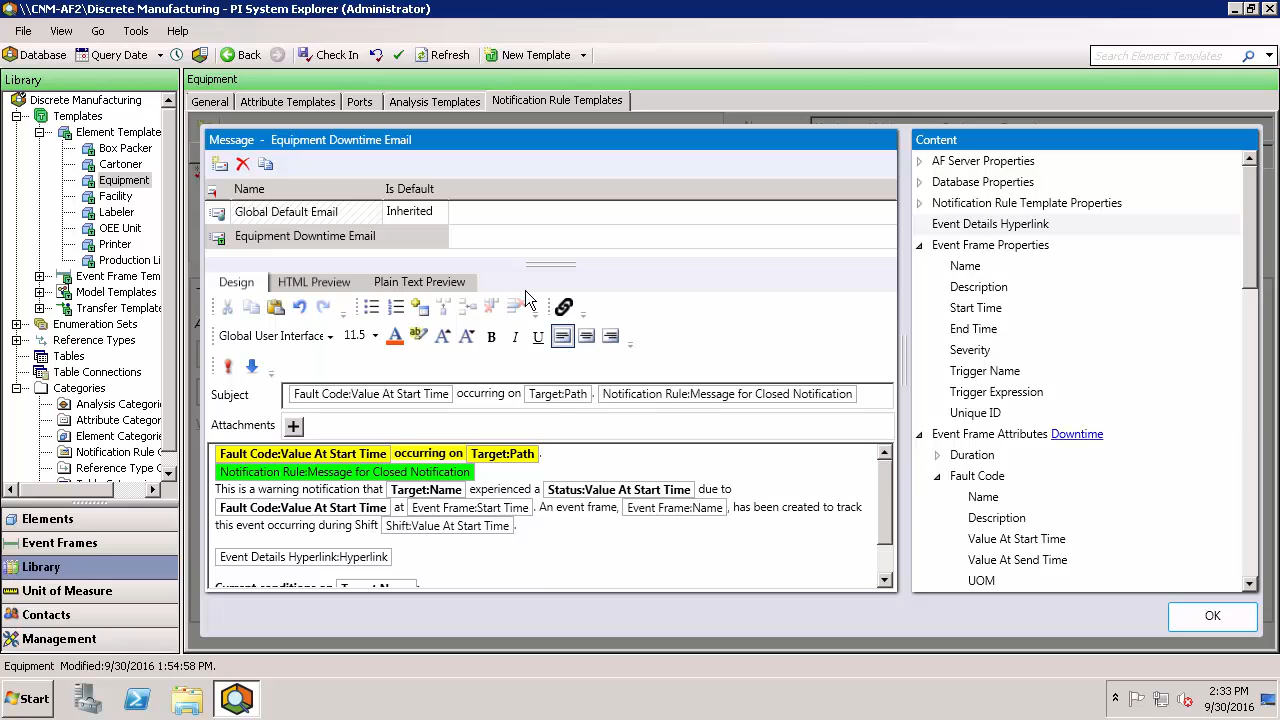 \\CNM-AF2\Discrete Manufacturing - PI System Explorer (Administrator)
File View Go Tools Help
Database Query Date Back Check In Refresh New Template Search Element Templates
Library
Equipment
Discrete Manufacturing
Templates
Element Template
Box Packer
Cartoner
Equipment
Facility
Labeler
OEE Unit
Printer
Production Li
Event Frame Tem
Model Templates
Transfer Template
Enumeration Sets
Reference Types
Tables
Table Connections
Categories
Analysis Categorie
Attribute Categori
Element Categorie
Notification Rule C
Reference Type C
General Attribute Templates Ports Analysis Templates Notification Rule Templates
Message - Equipment Downtime Email
Name Is Default
Global Default Email Inherited
Equipment Downtime Email
Design HTML Preview Plain Text Preview
Global User Interface 11.5 A B I U
Subject Fault Code:Value At Start Time occurring on Target:Path . Notification Rule:Message for Closed Notification
Attachments
Fault Code:Value At Start Time occurring on Target:Path .
Notification Rule:Message for Closed Notification
This is a warning notification that Target:Name experienced a Status:Value At Start Time due to
Fault Code:Value At Start Time at Event Frame:Start Time . An event frame, Event Frame:Name , has been created to track
this event occurring during Shift Shift:Value At Start Time .
Event Details Hyperlink:Hyperlink
Current conditions on Target:Name :
Content
AF Server Properties
Database Properties
Notification Rule Template Properties
Event Details Hyperlink
Event Frame Properties
Name
Description
Start Time
End Time
Severity
Trigger Name
Trigger Expression
Unique ID
Event Frame Attributes Downtime
Duration
Fault Code
Name
Description
Value At Start Time
Value At Send Time
UOM
OK
Elements
Event Frames
Library
Unit of Measure
Contacts
Management
Equipment Modified:9/30/2016 1:54:58 PM.
Start
2:33 PM
9/30/2016